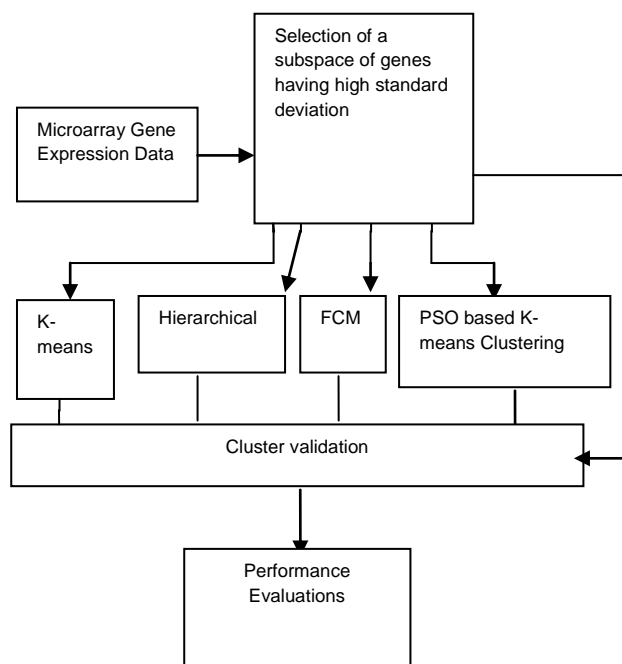 Selection of a
subspace of genes
having high standard
deviation
Microarray Gene
Expression Data
K-
means
Hierarchical
FCM
PSO based K-
means Clustering
Cluster validation
Performance
Evaluations